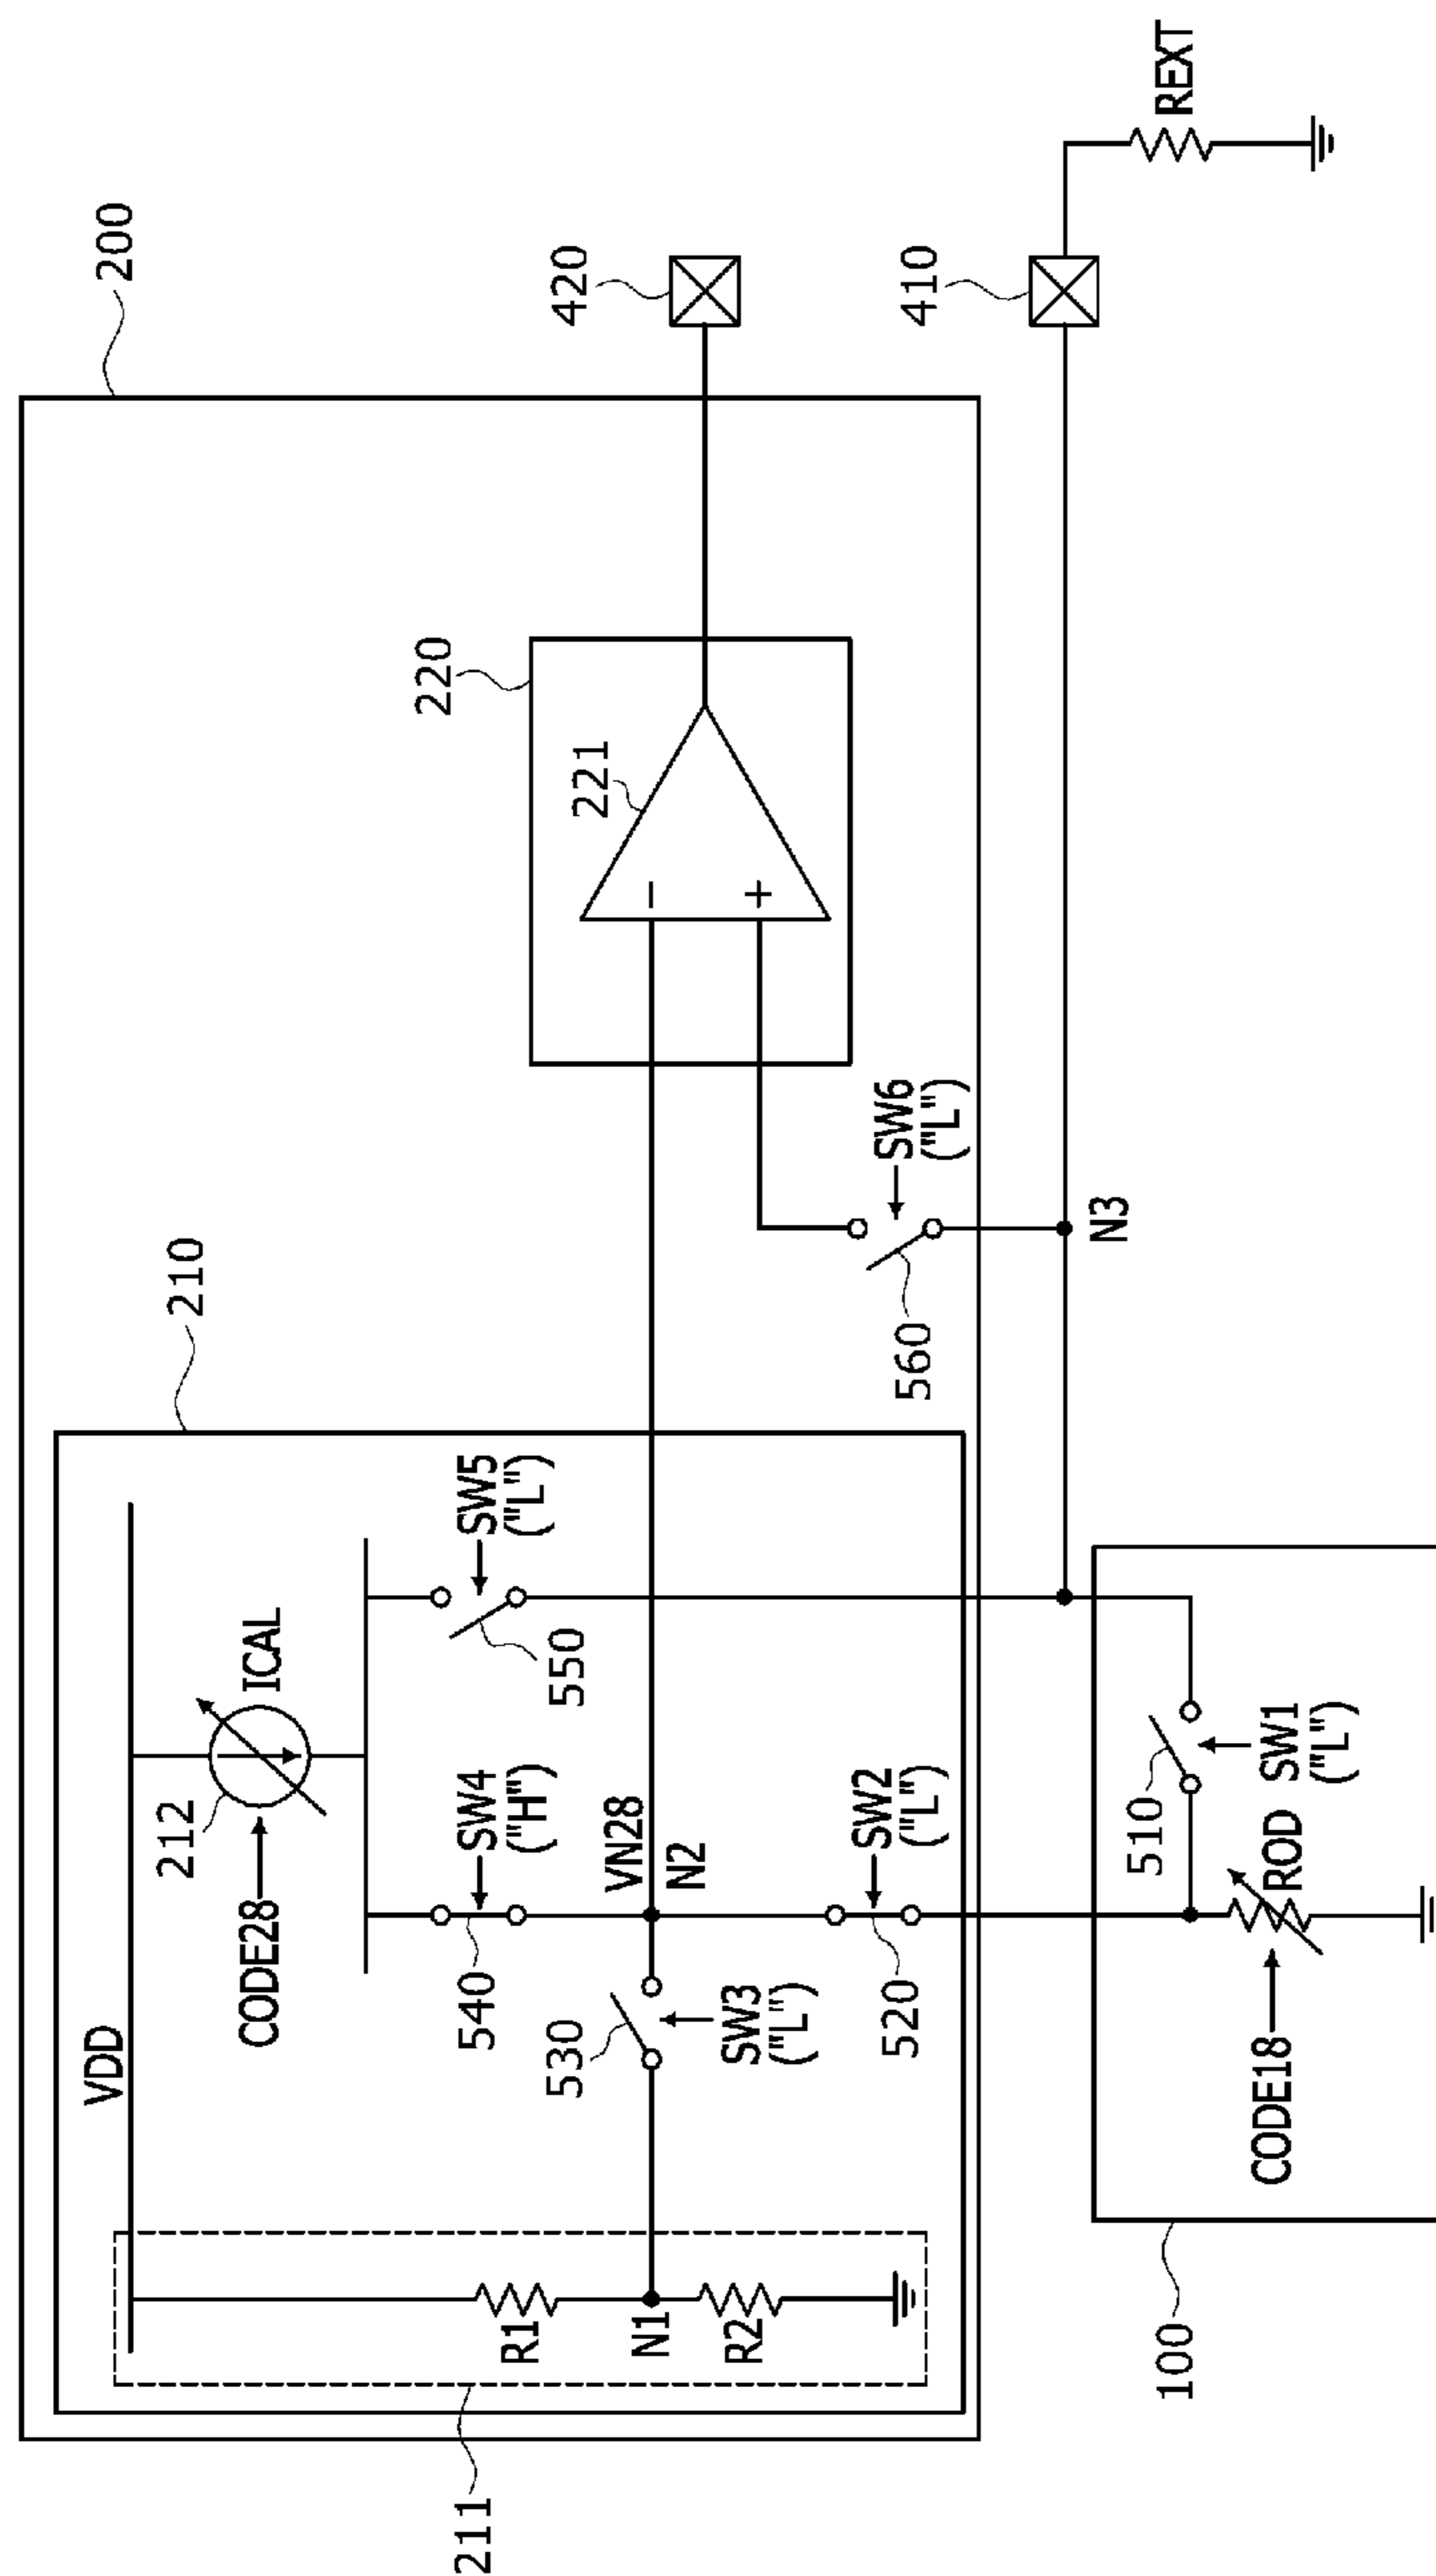 200
210
VDD
212
ICAL
CODE28
SW4
("H")
SW5
("L")
540
550
220
221
−
+
420
211
R1
N1
R2
530
SW3
("L")
VN28
N2
SW2
("L")
520
SW6
("L")
560
N3
410
REXT
100
CODE18
ROD
510
SW1
("L")